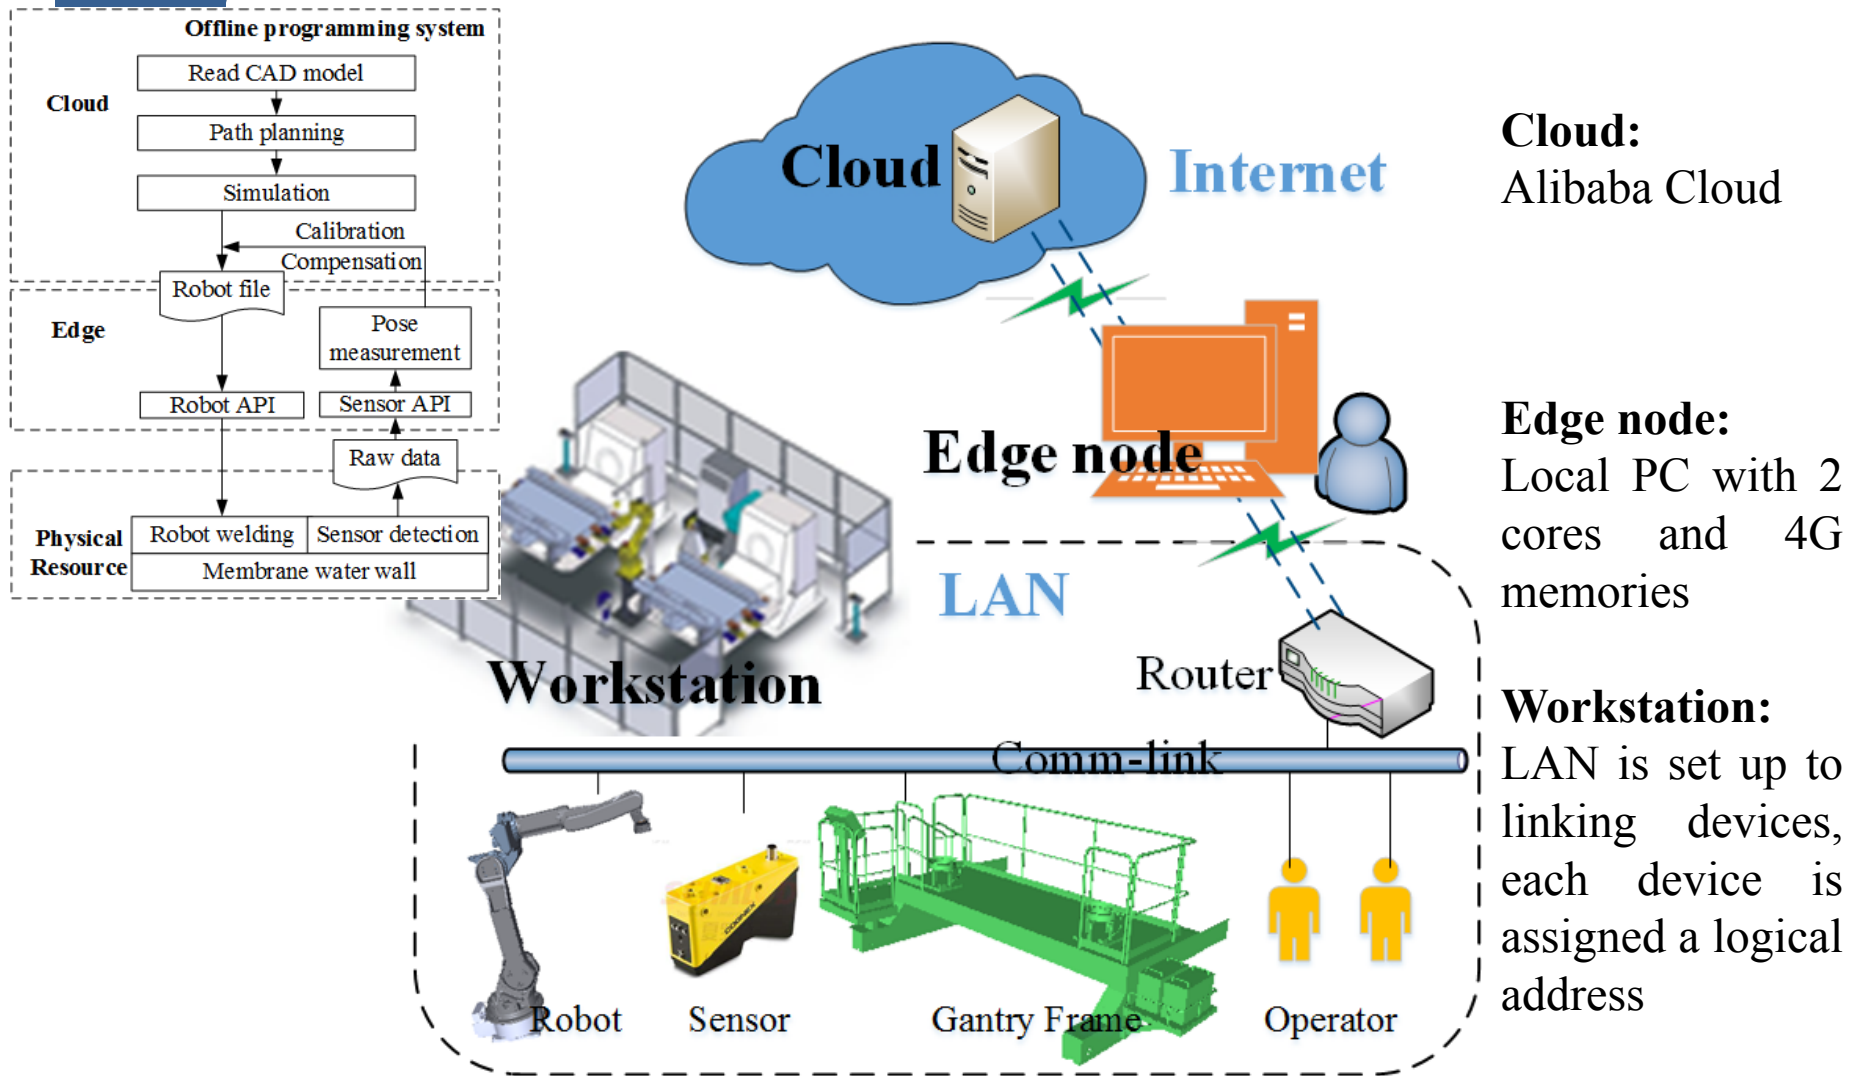 Offline programming system
Cloud
Read CAD model
Path planning
Simulation
Calibration
Compensation
Edge
Robot file
Pose
measurement
Robot API
Sensor API
Raw data
Physical
Resource
Robot welding
Sensor detection
Membrane water wall
Cloud
Internet
Edge node
LAN
Workstation
Router
Comm-link
COGNEX
Robot
Sensor
Gantry Frame
Operator
Cloud:
Alibaba Cloud
Edge node:
Local PC with 2
cores and 4G
memories
Workstation:
LAN is set up to
linking devices,
each device is
assigned a logical
address